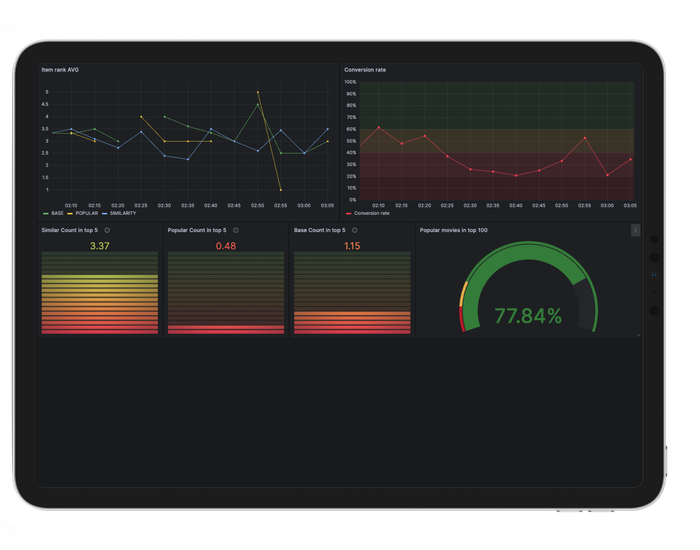 Item rank AVG
5
4.5
4
3.5
3
2.5
2
1.5
1
02:10 02:15 02:20 02:25 02:30 02:35 02:40 02:45 02:50 02:55 03:00 03:05
BASE POPULAR SIMILARITY
Conversion rate
100%
90%
80%
70%
60%
50%
40%
30%
20%
10%
0%
02:10 02:15 02:20 02:25 02:30 02:35 02:40 02:45 02:50 02:55 03:00 03:05
Conversion rate
Similar Count in top 5
3.37
Popular Count in top 5
0.48
Base Count in top 5
1.15
Popular movies in top 100
77.84%